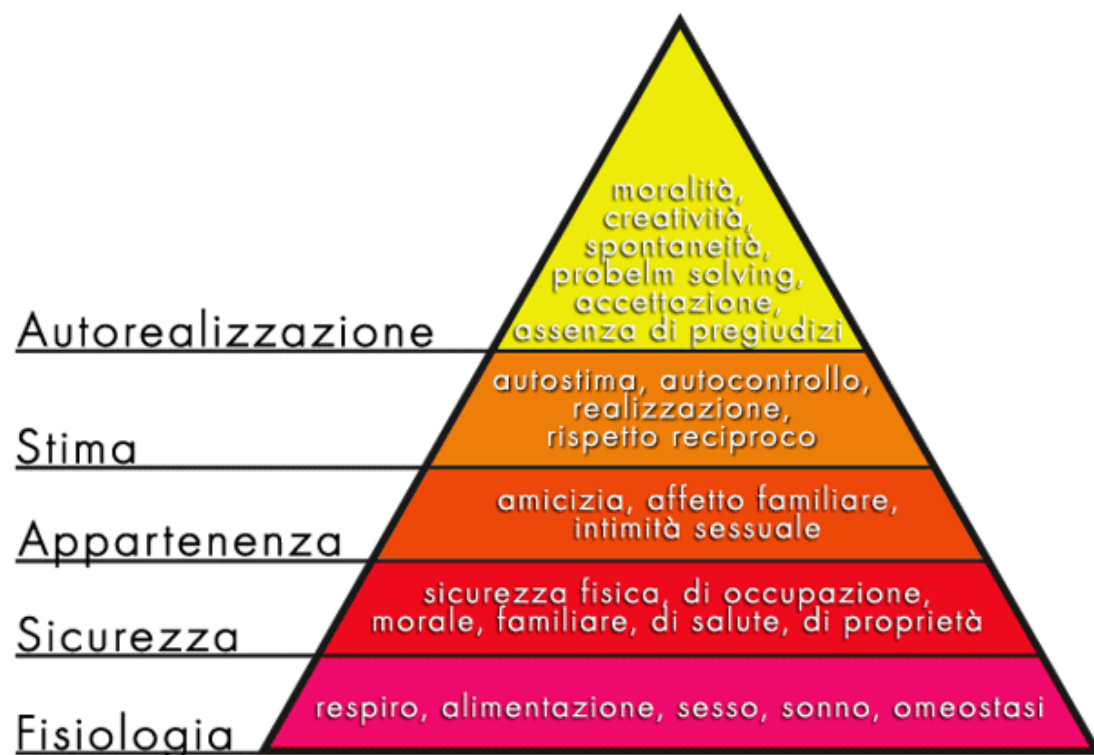 moralità,
creatività,
spontaneità,
probelm solving,
accettazione,
assenza di pregiudizi
Autorealizzazione
autostima, autocontrollo,
realizzazione,
rispetto reciproco
Stima
amicizia, affetto familiare,
intimità sessuale
Appartenenza
sicurezza fisica, di occupazione,
morale, familiare, di salute, di proprietà
Sicurezza
respiro, alimentazione, sesso, sonno, omeostasi
Fisiologia